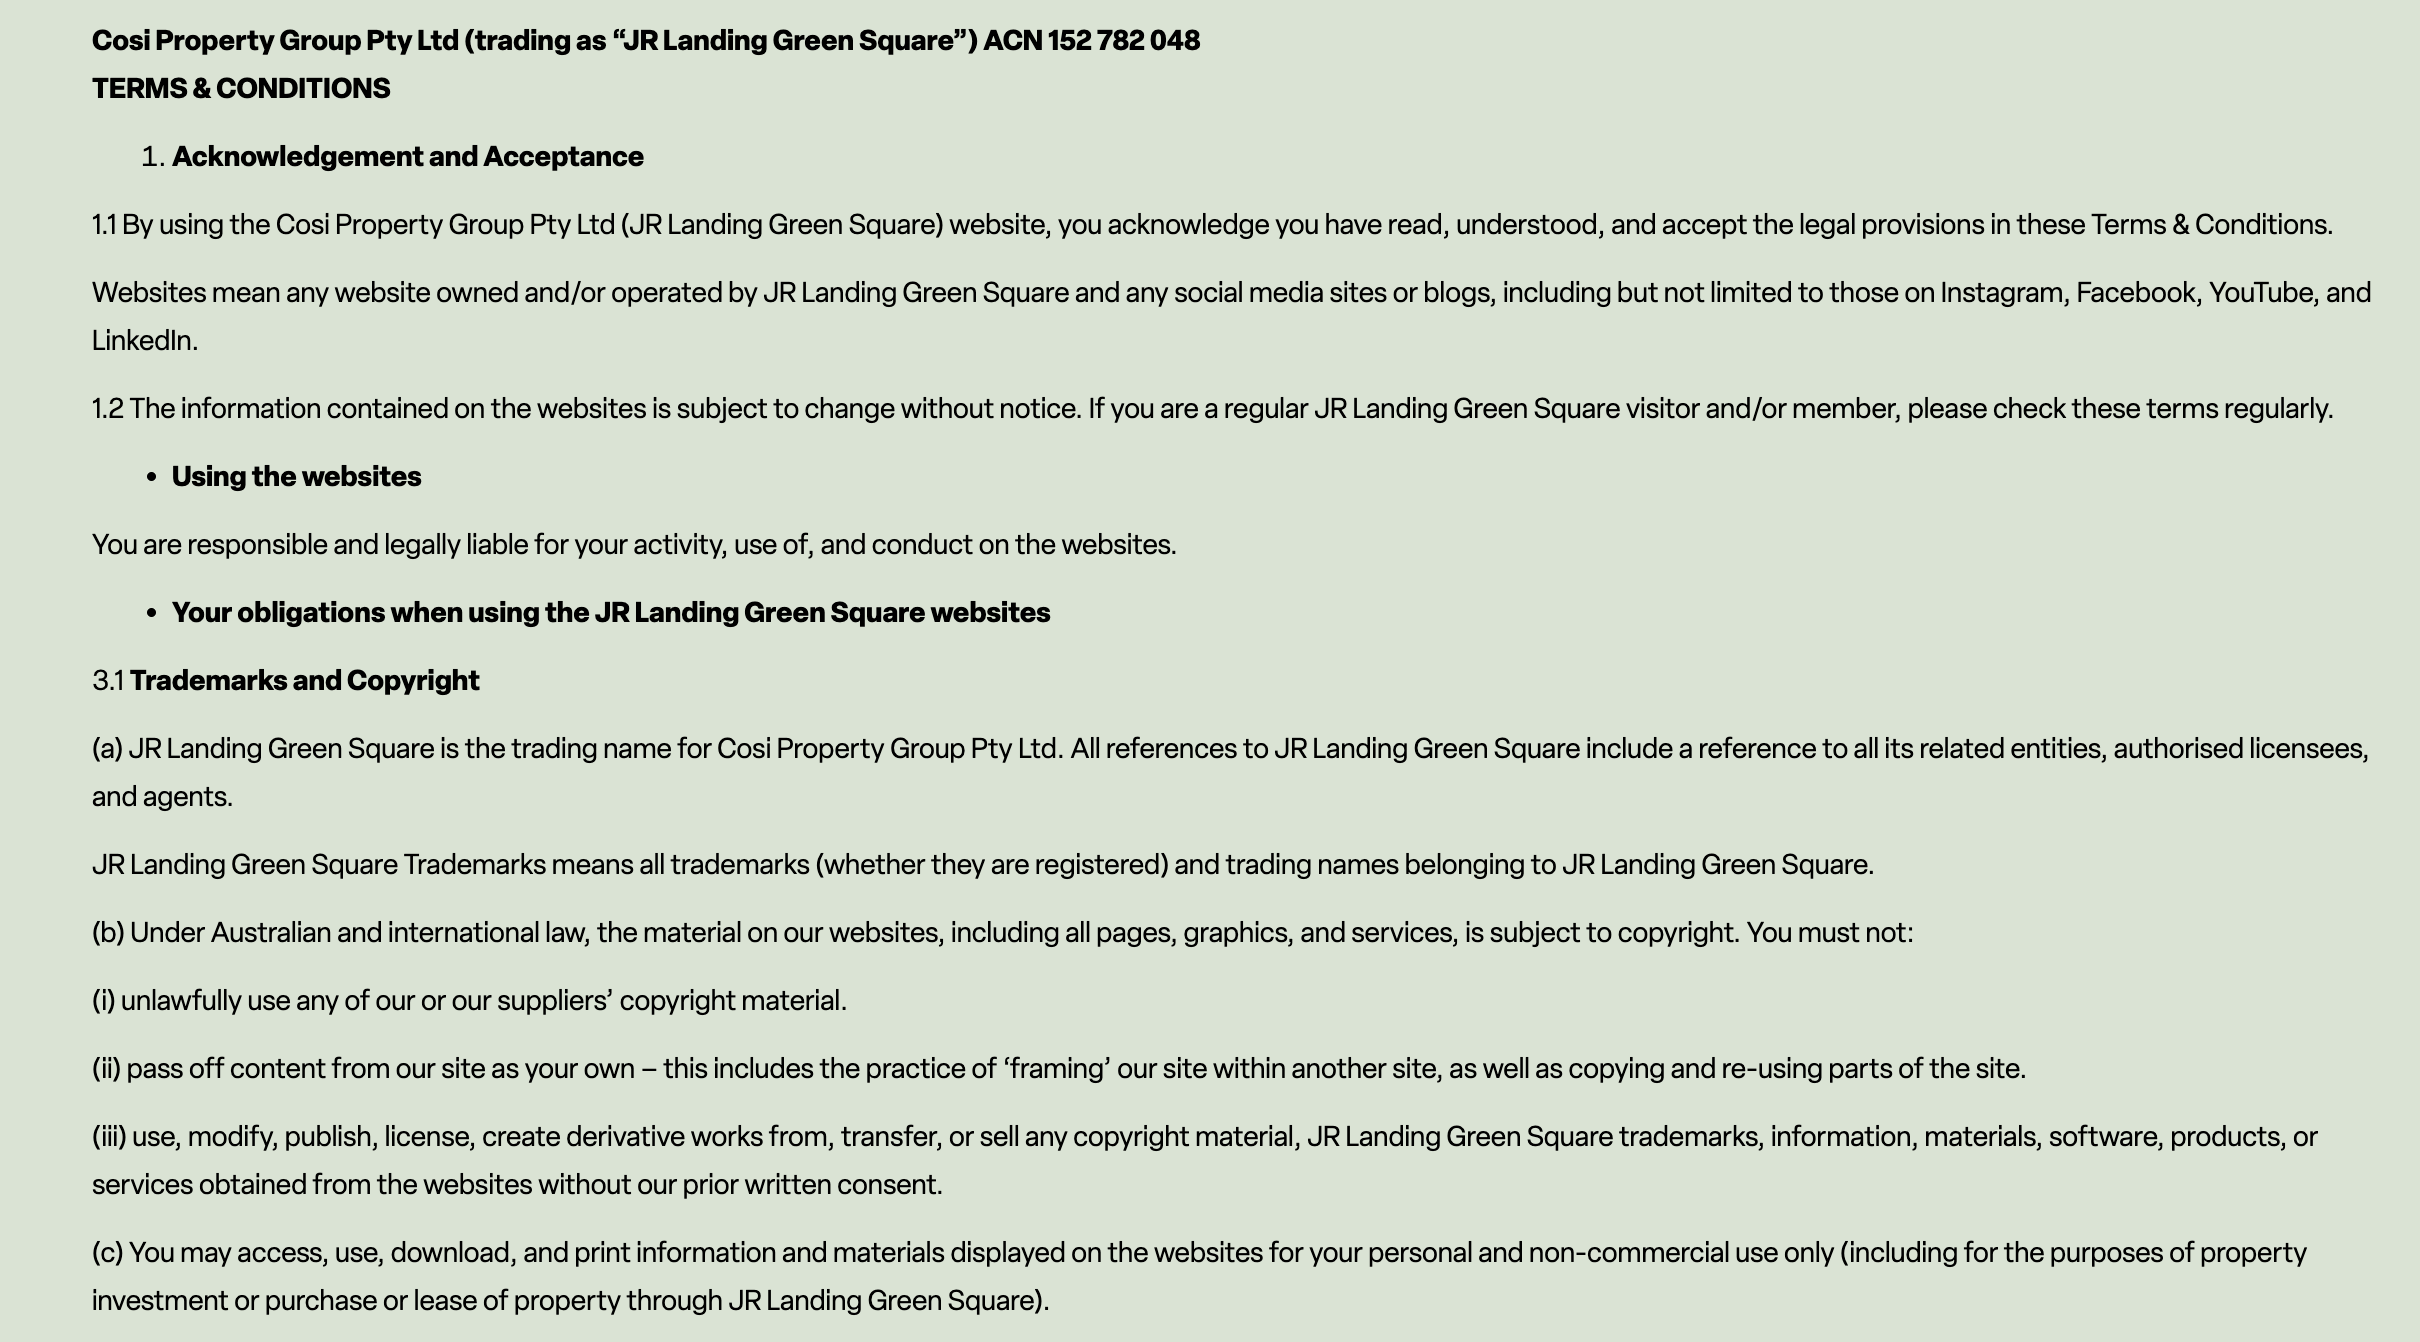 Cosi Property Group Pty Ltd (trading as “JR Landing Green Square”) ACN 152 782 048
TERMS & CONDITIONS
1. Acknowledgement and Acceptance
1.1 By using the Cosi Property Group Pty Ltd (JR Landing Green Square) website, you acknowledge you have read, understood, and accept the legal provisions in these Terms & Conditions.
Websites mean any website owned and/or operated by JR Landing Green Square and any social media sites or blogs, including but not limited to those on Instagram, Facebook, YouTube, and
LinkedIn.
1.2 The information contained on the websites is subject to change without notice. If you are a regular JR Landing Green Square visitor and/or member, please check these terms regularly.
• Using the websites
You are responsible and legally liable for your activity, use of, and conduct on the websites.
• Your obligations when using the JR Landing Green Square websites
3.1 Trademarks and Copyright
(a) JR Landing Green Square is the trading name for Cosi Property Group Pty Ltd. All references to JR Landing Green Square include a reference to all its related entities, authorised licensees,
and agents.
JR Landing Green Square Trademarks means all trademarks (whether they are registered) and trading names belonging to JR Landing Green Square.
(b) Under Australian and international law, the material on our websites, including all pages, graphics, and services, is subject to copyright. You must not:
(i) unlawfully use any of our or our suppliers’ copyright material.
(ii) pass off content from our site as your own – this includes the practice of ‘framing’ our site within another site, as well as copying and re-using parts of the site.
(iii) use, modify, publish, license, create derivative works from, transfer, or sell any copyright material, JR Landing Green Square trademarks, information, materials, software, products, or
services obtained from the websites without our prior written consent.
(c) You may access, use, download, and print information and materials displayed on the websites for your personal and non-commercial use only (including for the purposes of property
investment or purchase or lease of property through JR Landing Green Square).